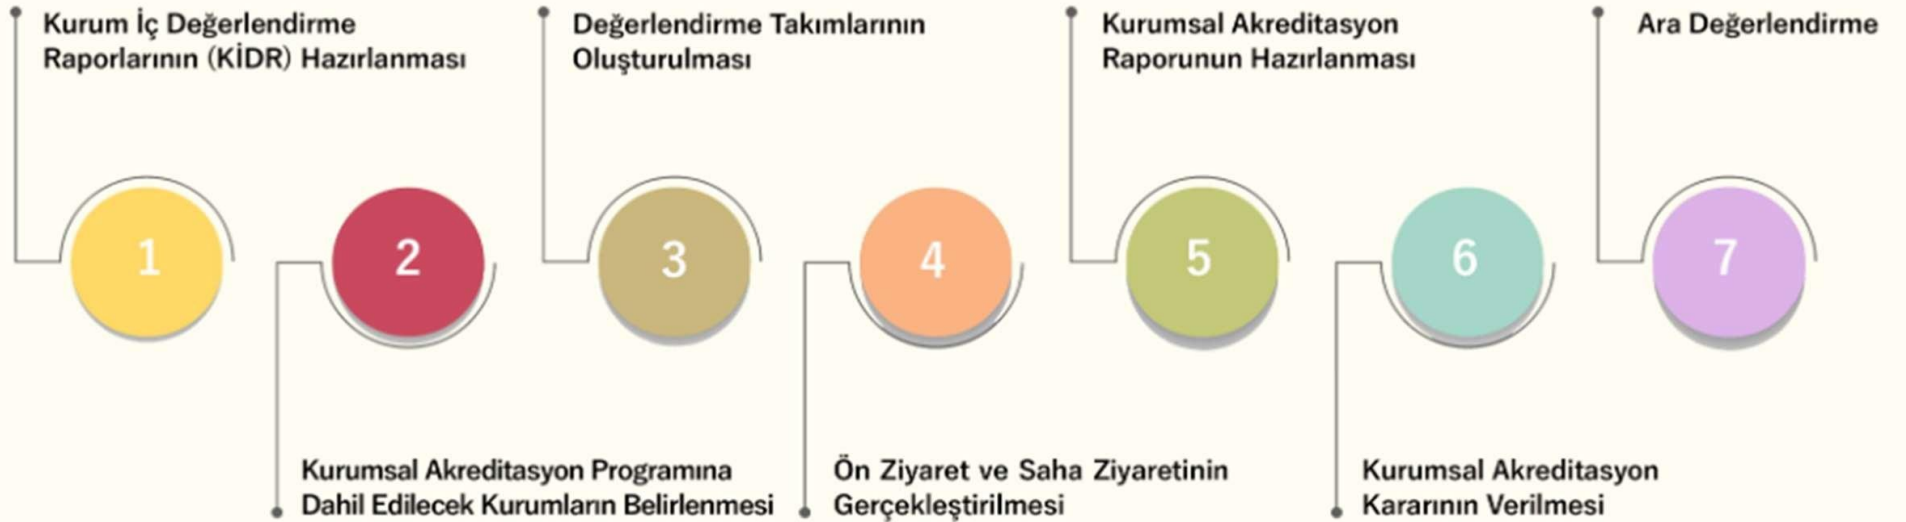 Kurum İç Değerlendirme
Raporlarının (KİDR) Hazırlanması
Değerlendirme Takımlarının
Oluşturulması
Kurumsal Akreditasyon
Raporunun Hazırlanması
Ara Değerlendirme
1
2
3
4
5
6
7
Kurumsal Akreditasyon Programına
Dahil Edilecek Kurumların Belirlenmesi
Ön Ziyaret ve Saha Ziyaretinin
Gerçekleştirilmesi
Kurumsal Akreditasyon
Kararının Verilmesi